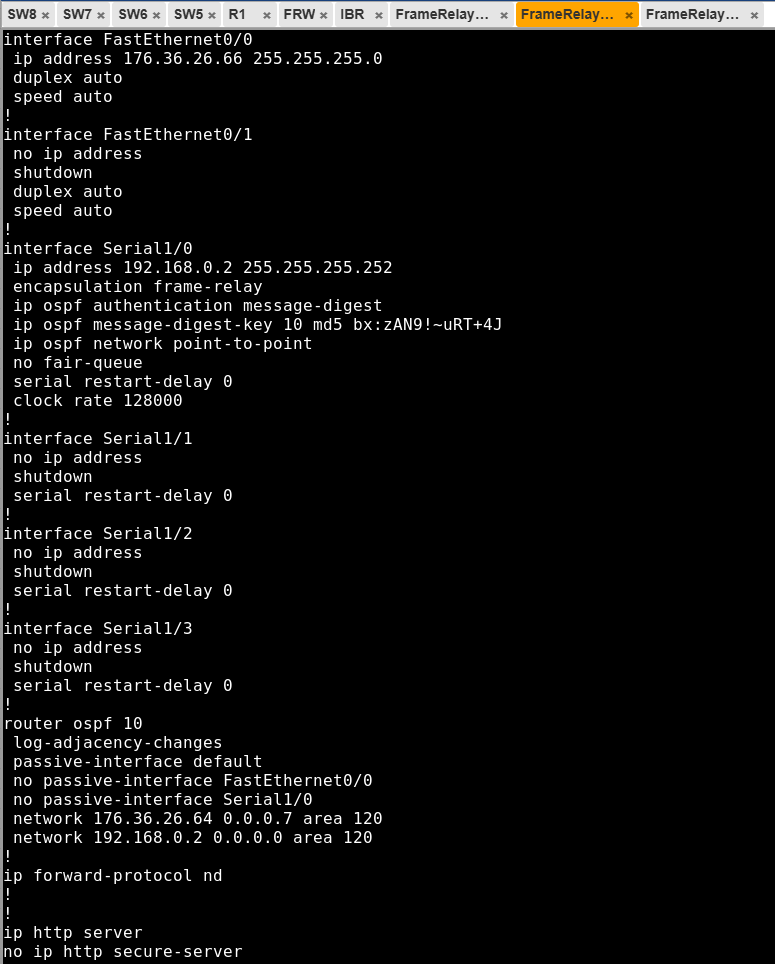 SW8 × SW7 × SW6 × SW5 × R1 × FRW × IBR × FrameRelay... × FrameRelay... × FrameRelay... ×
interface FastEthernet0/0
 ip address 176.36.26.66 255.255.255.0
 duplex auto
 speed auto
!
interface FastEthernet0/1
 no ip address
 shutdown
 duplex auto
 speed auto
!
interface Serial1/0
 ip address 192.168.0.2 255.255.255.252
 encapsulation frame-relay
 ip ospf authentication message-digest
 ip ospf message-digest-key 10 md5 bx:zAN9!~uRT+4J
 ip ospf network point-to-point
 no fair-queue
 serial restart-delay 0
 clock rate 128000
!
interface Serial1/1
 no ip address
 shutdown
 serial restart-delay 0
!
interface Serial1/2
 no ip address
 shutdown
 serial restart-delay 0
!
interface Serial1/3
 no ip address
 shutdown
 serial restart-delay 0
!
router ospf 10
 log-adjacency-changes
 passive-interface default
 no passive-interface FastEthernet0/0
 no passive-interface Serial1/0
 network 176.36.26.64 0.0.0.7 area 120
 network 192.168.0.2 0.0.0.0 area 120
!
ip forward-protocol nd
!
!
ip http server
no ip http secure-server